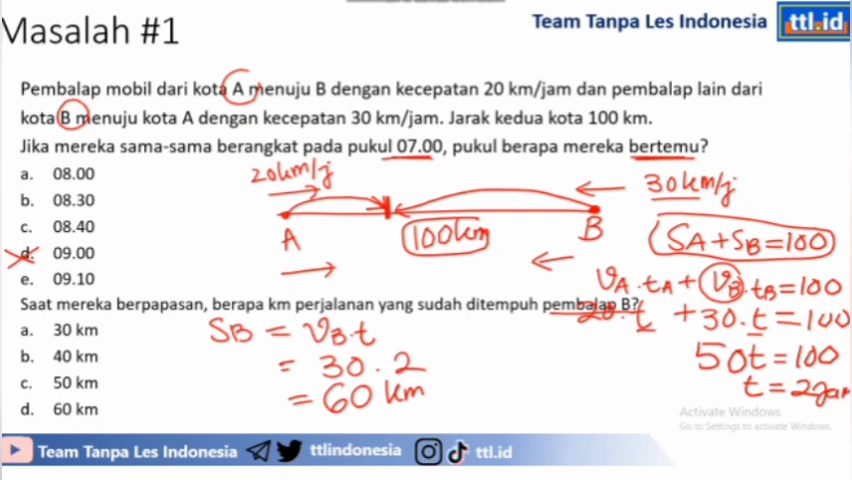 Masalah #1
Team Tanpa Les Indonesia
ttl.id
Pembalap mobil dari kota A menuju B dengan kecepatan 20 km/jam dan pembalap lain dari
kota B menuju kota A dengan kecepatan 30 km/jam. Jarak kedua kota 100 km.
Jika mereka sama-sama berangkat pada pukul 07.00, pukul berapa mereka bertemu?
a. 08.00
b. 08.30
c. 08.40
d. 09.00
e. 09.10
20km/j
30km/j
A
100km
B
SA + SB = 100
VA . tA + VB . tB = 100
20 . t + 30 . t = 100
50t = 100
t = 2 jam
Saat mereka berpapasan, berapa km perjalanan yang sudah ditempuh pembalap B?
a. 30 km
b. 40 km
c. 50 km
d. 60 km
SB = VB . t
= 30 . 2
= 60 km
Activate Windows
Go to Settings to activate Windows.
Team Tanpa Les Indonesia
ttlindonesia
ttl.id